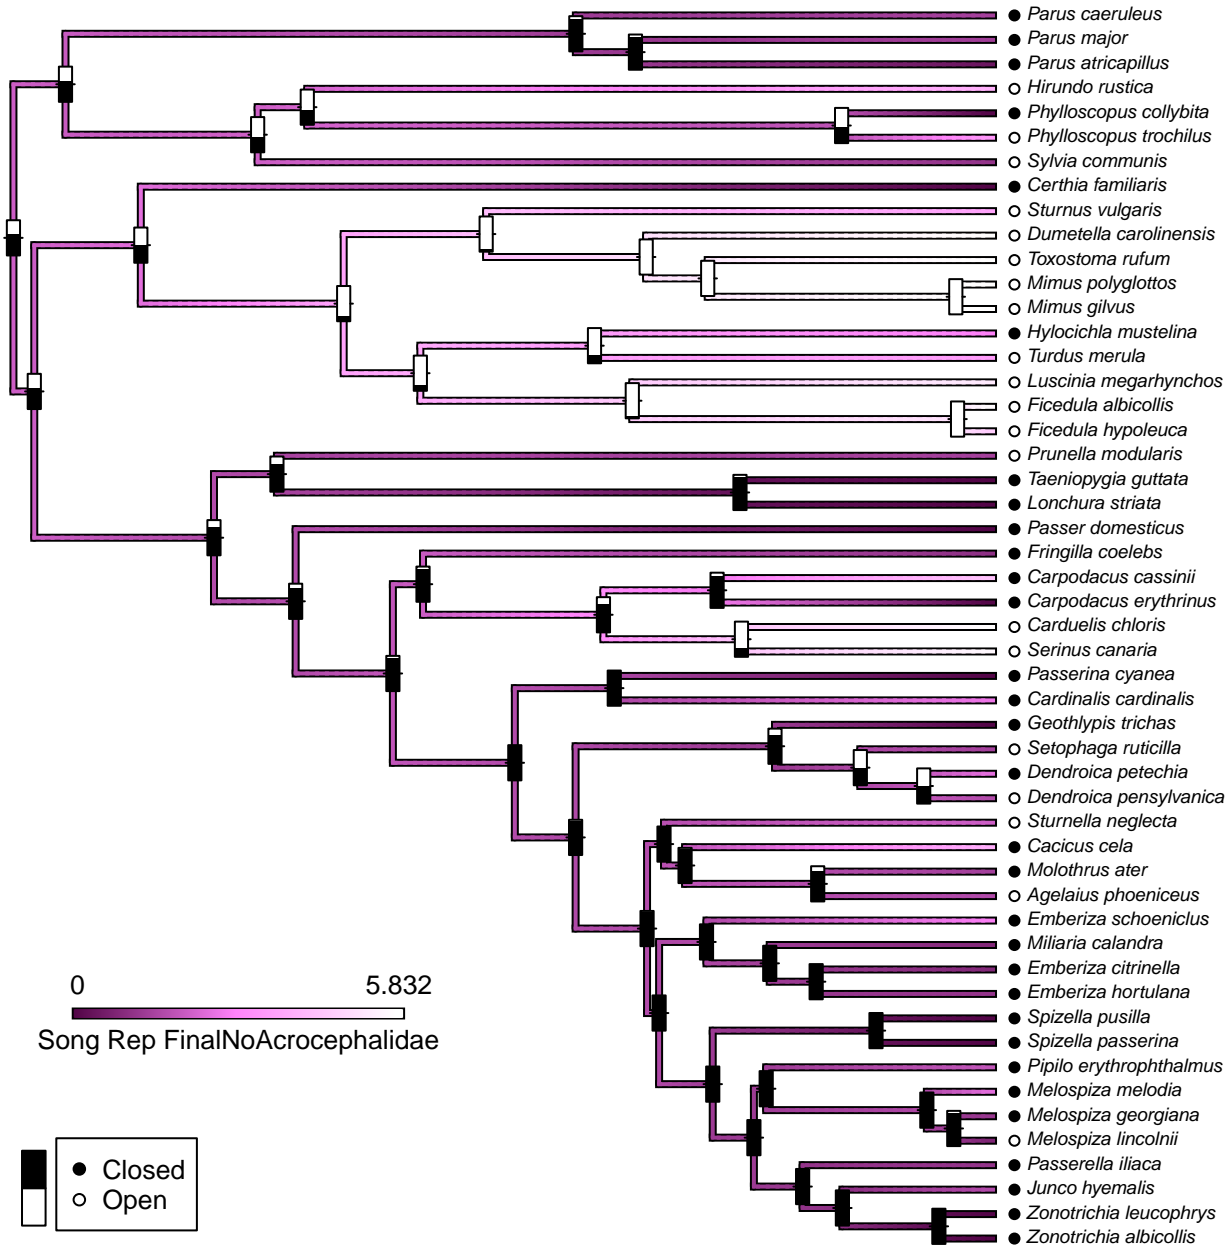 Parus caeruleus
Parus major
Parus atricapillus
Hirundo rustica
Phylloscopus collybita
Phylloscopus trochilus
Sylvia communis
Certhia familiaris
Sturnus vulgaris
Dumetella carolinensis
Toxostoma rufum
Mimus polyglottos
Mimus gilvus
Hylocichla mustelina
Turdus merula
Luscinia megarhynchos
Ficedula albicollis
Ficedula hypoleuca
Prunella modularis
Taeniopygia guttata
Lonchura striata
Passer domesticus
Fringilla coelebs
Carpodacus cassinii
Carpodacus erythrinus
Carduelis chloris
Serinus canaria
Passerina cyanea
Cardinalis cardinalis
Geothlypis trichas
Setophaga ruticilla
Dendroica petechia
Dendroica pensylvanica
Sturnella neglecta
Cacicus cela
Molothrus ater
Agelaius phoeniceus
Emberiza schoeniclus
Miliaria calandra
Emberiza citrinella
Emberiza hortulana
Spizella pusilla
Spizella passerina
Pipilo erythrophthalmus
Melospiza melodia
Melospiza georgiana
Melospiza lincolnii
Passerella iliaca
Junco hyemalis
Zonotrichia leucophrys
Zonotrichia albicollis
0 5.832
Song Rep FinalNoAcrocephalidae
Closed
Open